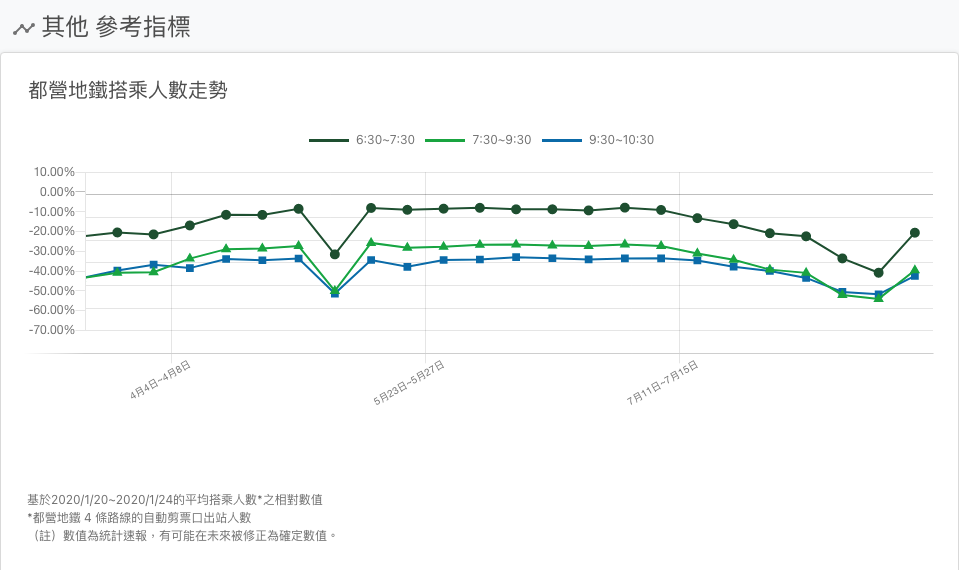 其他 參考指標
都營地鐵搭乘人數走勢
6:30~7:30 7:30~9:30 9:30~10:30
10.00%
0.00%
-10.00%
-20.00%
-30.00%
-40.00%
-50.00%
-60.00%
-70.00%
4月4日~4月8日 5月23日~5月27日 7月11日~7月15日
基於2020/1/20~2020/1/24的平均搭乘人數*之相對數值
*都營地鐵 4 條路線的自動剪票口出站人數
（註）數值為統計速報，有可能在未來被修正為確定數值。